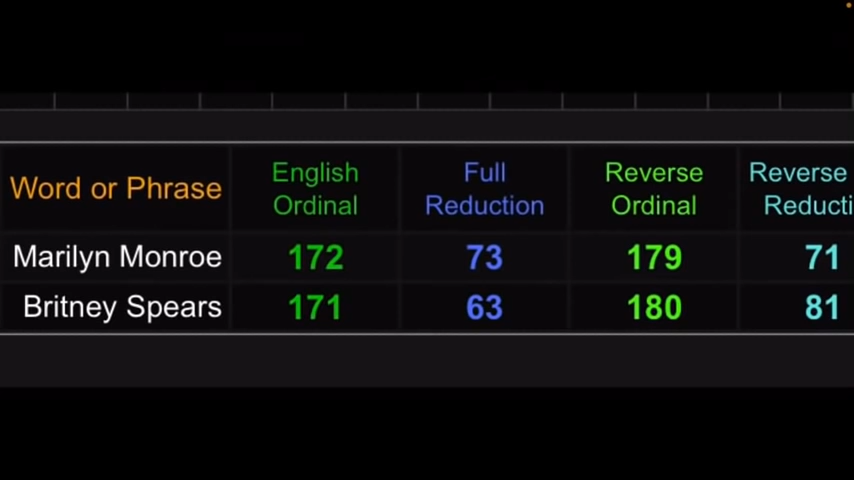 Word or Phrase English Ordinal Full Reduction Reverse Ordinal Reverse Reducti
Marilyn Monroe 172 73 179 71
Britney Spears 171 63 180 81